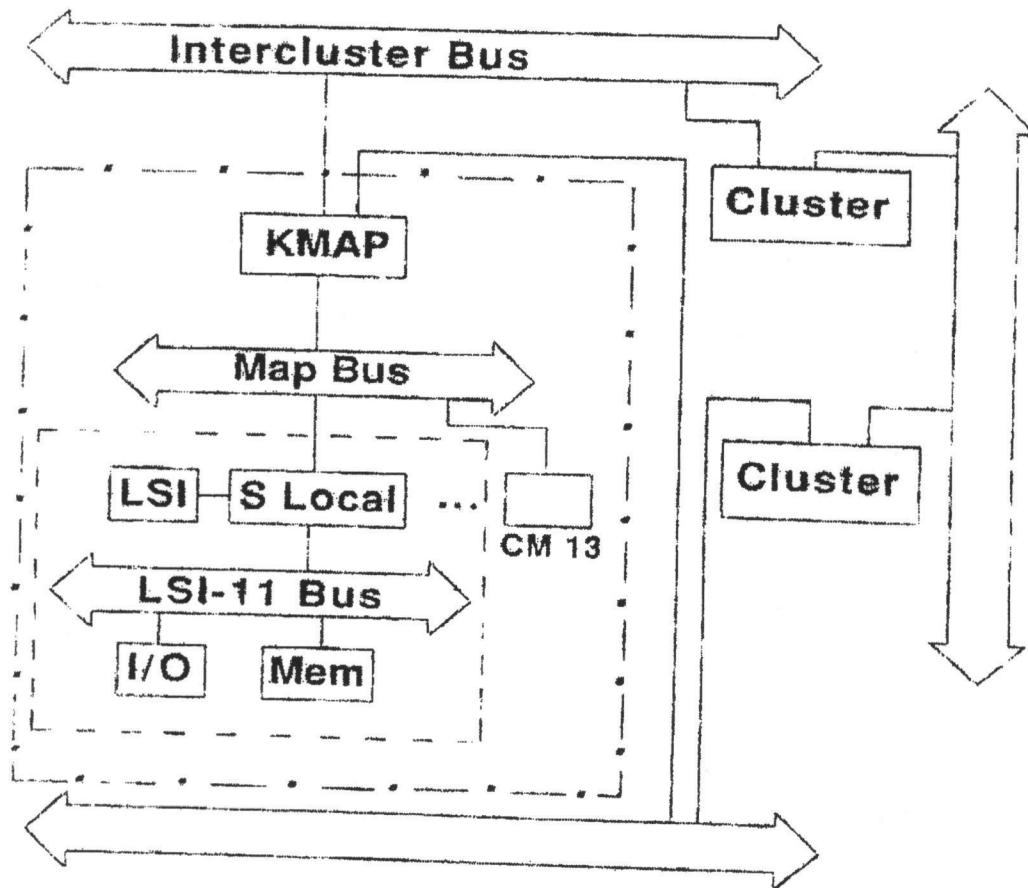 Intercluster Bus
Cluster
KMAP
Map Bus
LSI
S Local
...
CM 13
Cluster
LSI-11 Bus
I/O
Mem